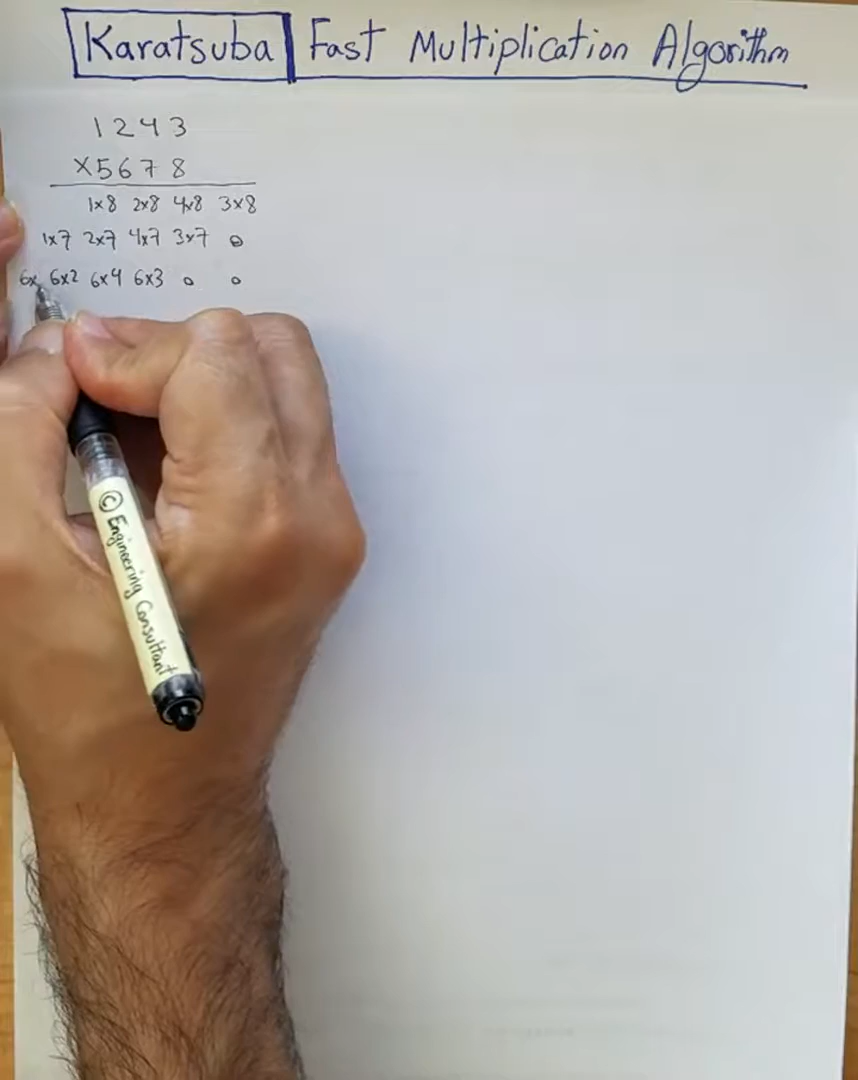 Karatsuba Fast Multiplication Algorithm
1243
×5678
1×8 2×8 4×8 3×8
1×7 2×7 4×7 3×7 0
6× 6×2 6×4 6×3 0 0
© Engineering Consultant